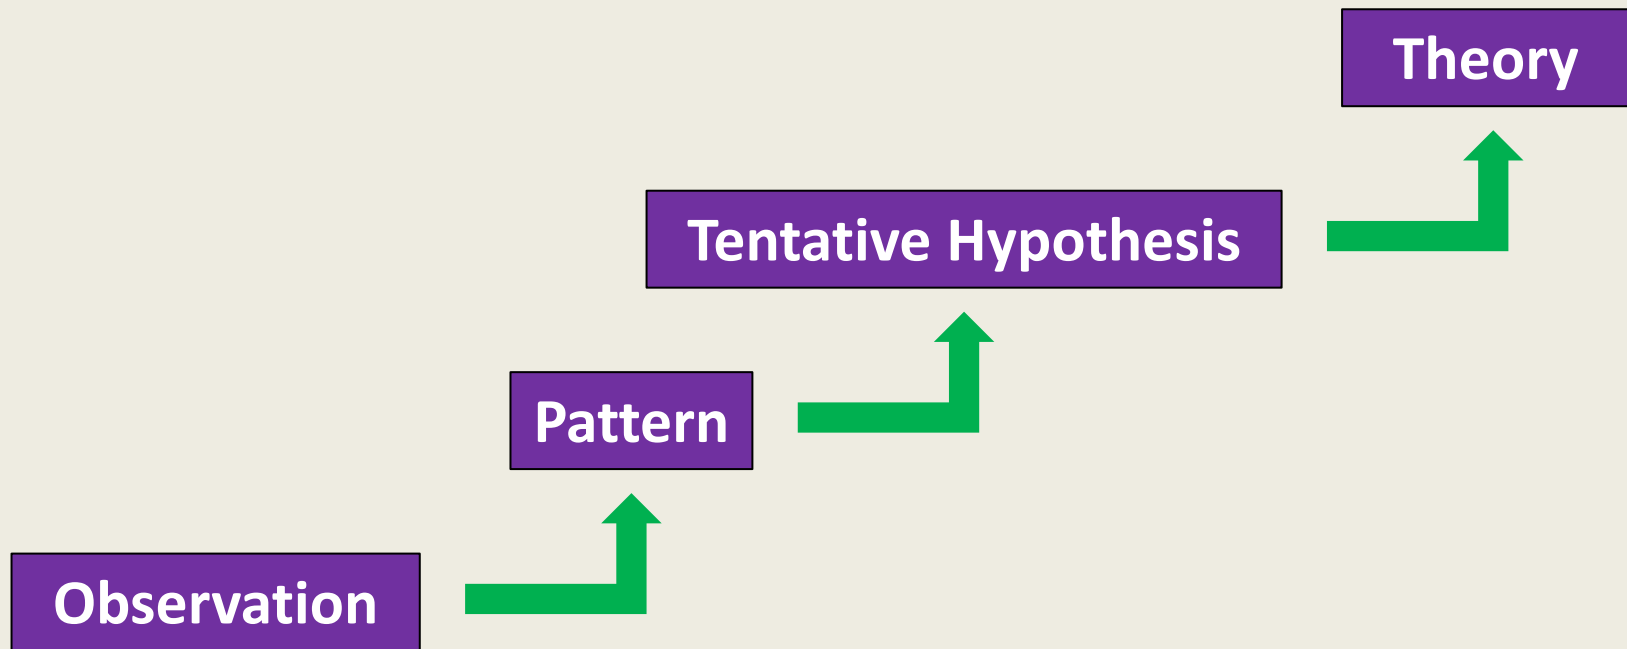 Theory
Tentative Hypothesis
Pattern
Observation